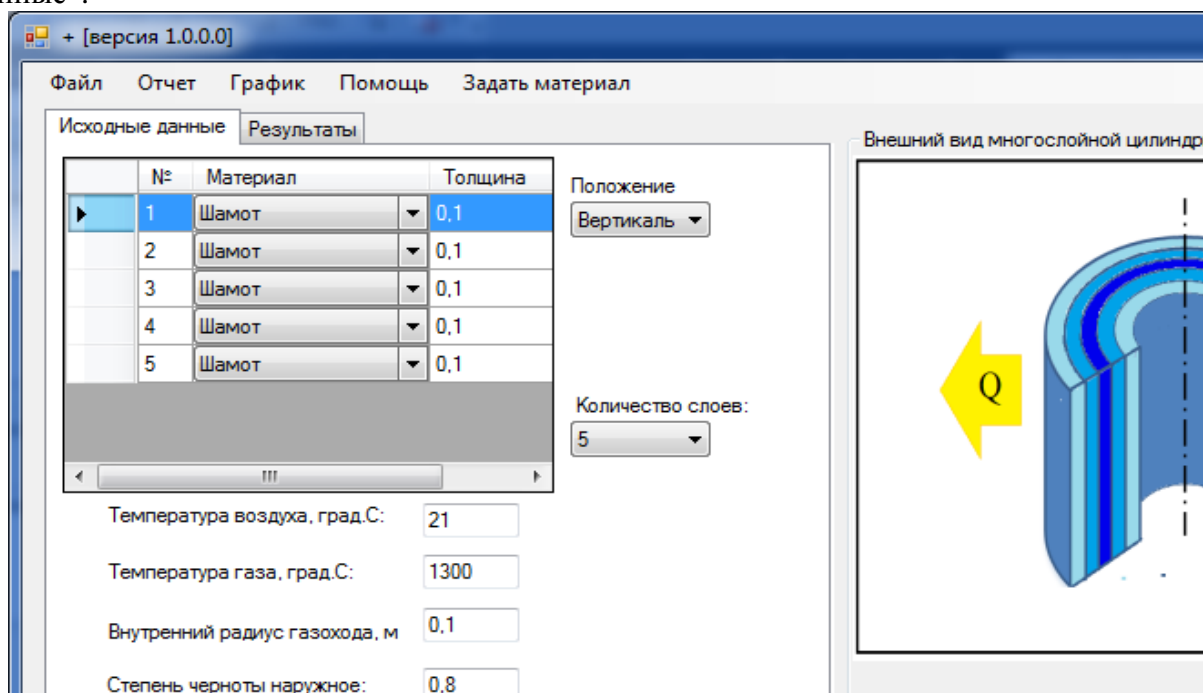 + [версия 1.0.0.0]
Файл Отчет График Помощь Задать материал
Исходные данные Результаты
№ Материал Толщина
1 Шамот 0,1
2 Шамот 0,1
3 Шамот 0,1
4 Шамот 0,1
5 Шамот 0,1
Положение
Вертикаль
Количество слоев:
5
Температура воздуха, град.С: 21
Температура газа, град.С: 1300
Внутренний радиус газохода, м 0,1
Степень черноты наружное: 0,8
Внешний вид многослойной цилиндр
Q